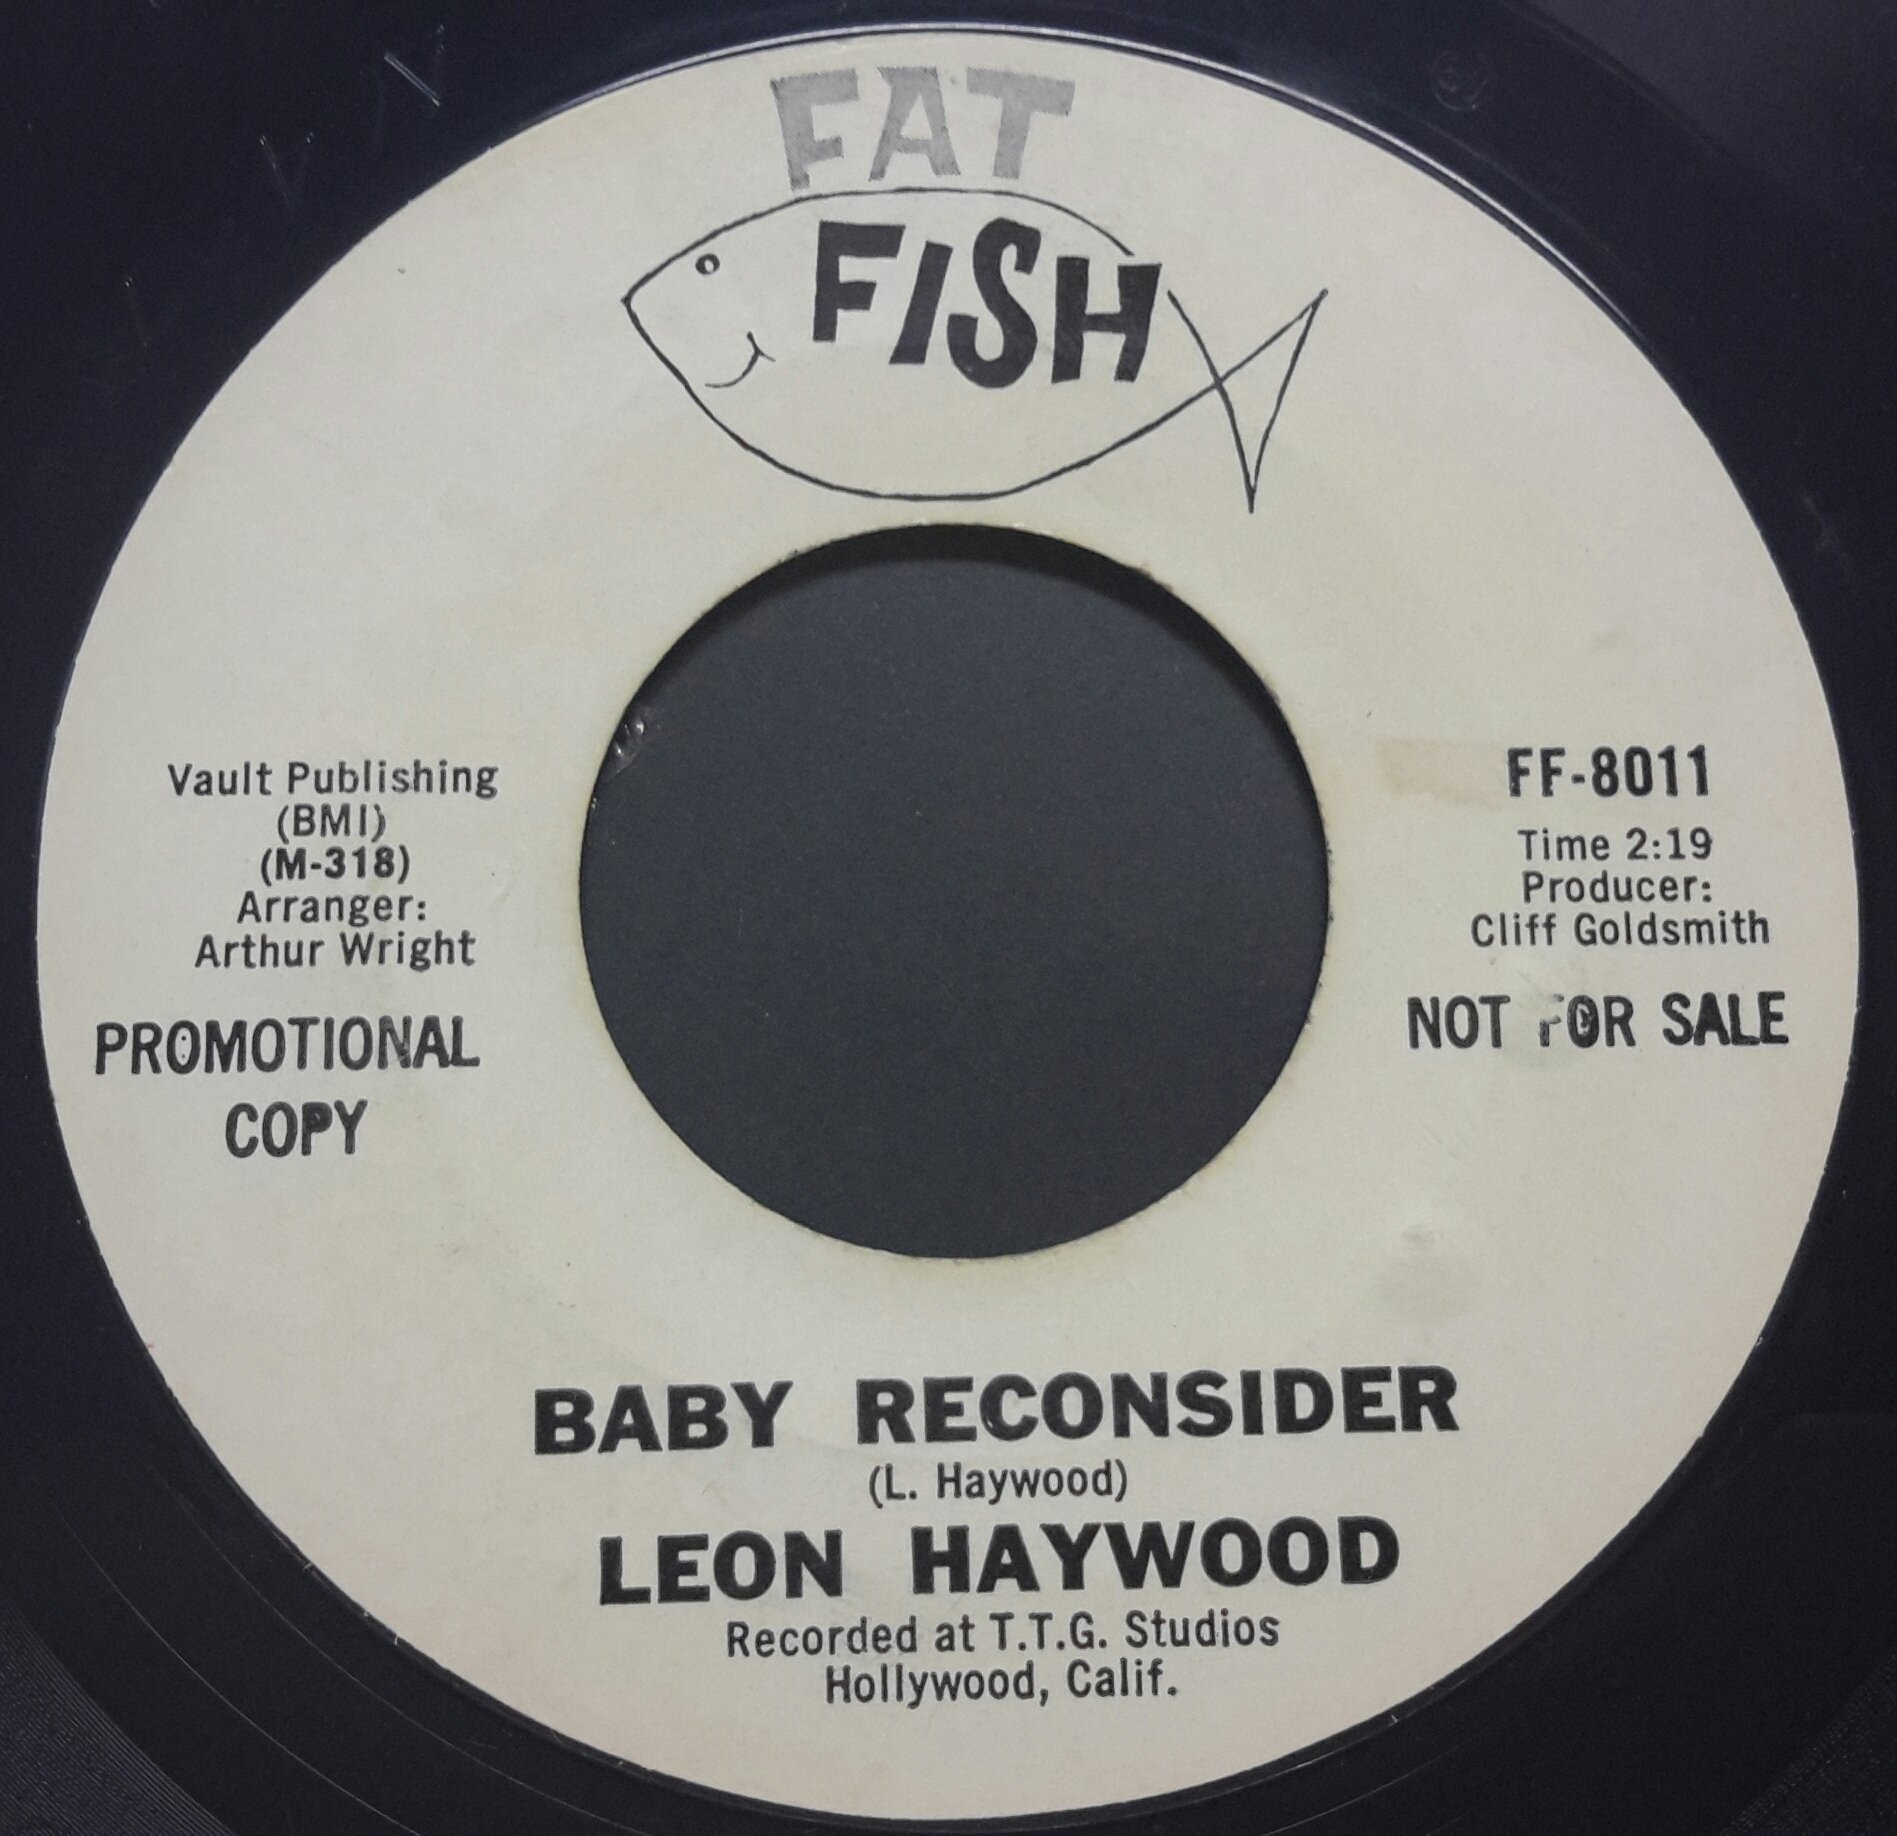 FAT
FISH
Vault Publishing
(BMI)
(M-318)
Arranger:
Arthur Wright
PROMOTIONAL
COPY
FF-8011
Time 2:19
Producer:
Cliff Goldsmith
NOT FOR SALE
BABY RECONSIDER
(L. Haywood)
LEON HAYWOOD
Recorded at T.T.G. Studios
Hollywood, Calif.